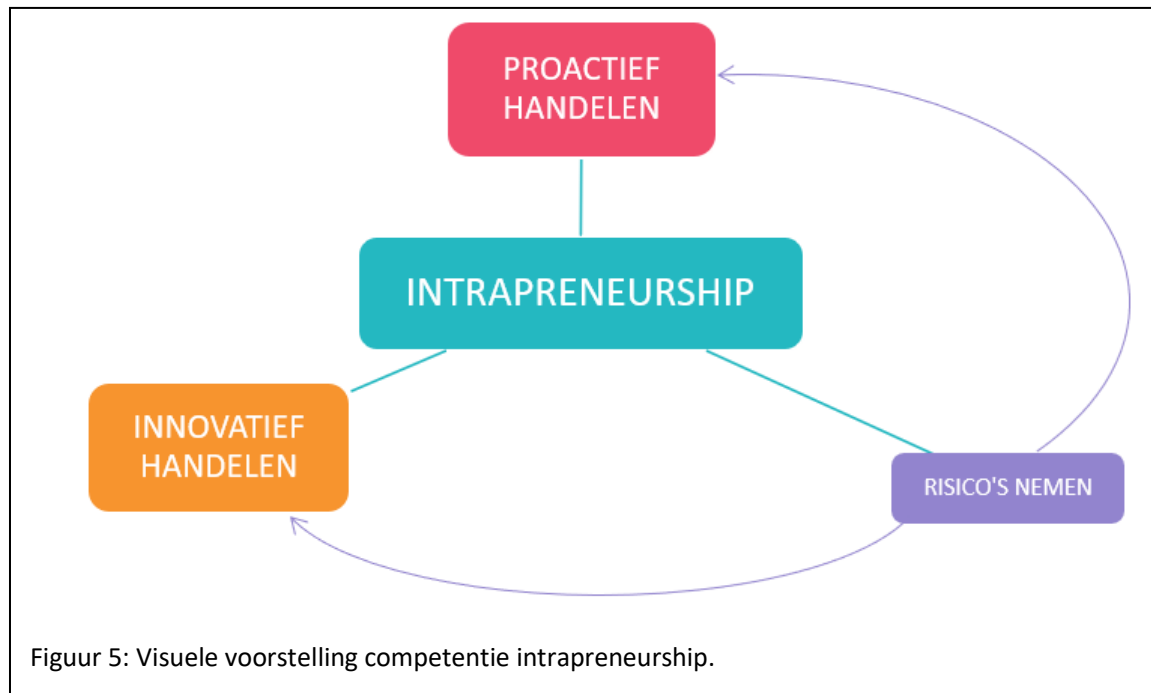 PROACTIEF
HANDELEN
INTRAPRENEURSHIP
INNOVATIEF
HANDELEN
RISICO'S NEMEN
Figuur 5: Visuele voorstelling competentie intrapreneurship.